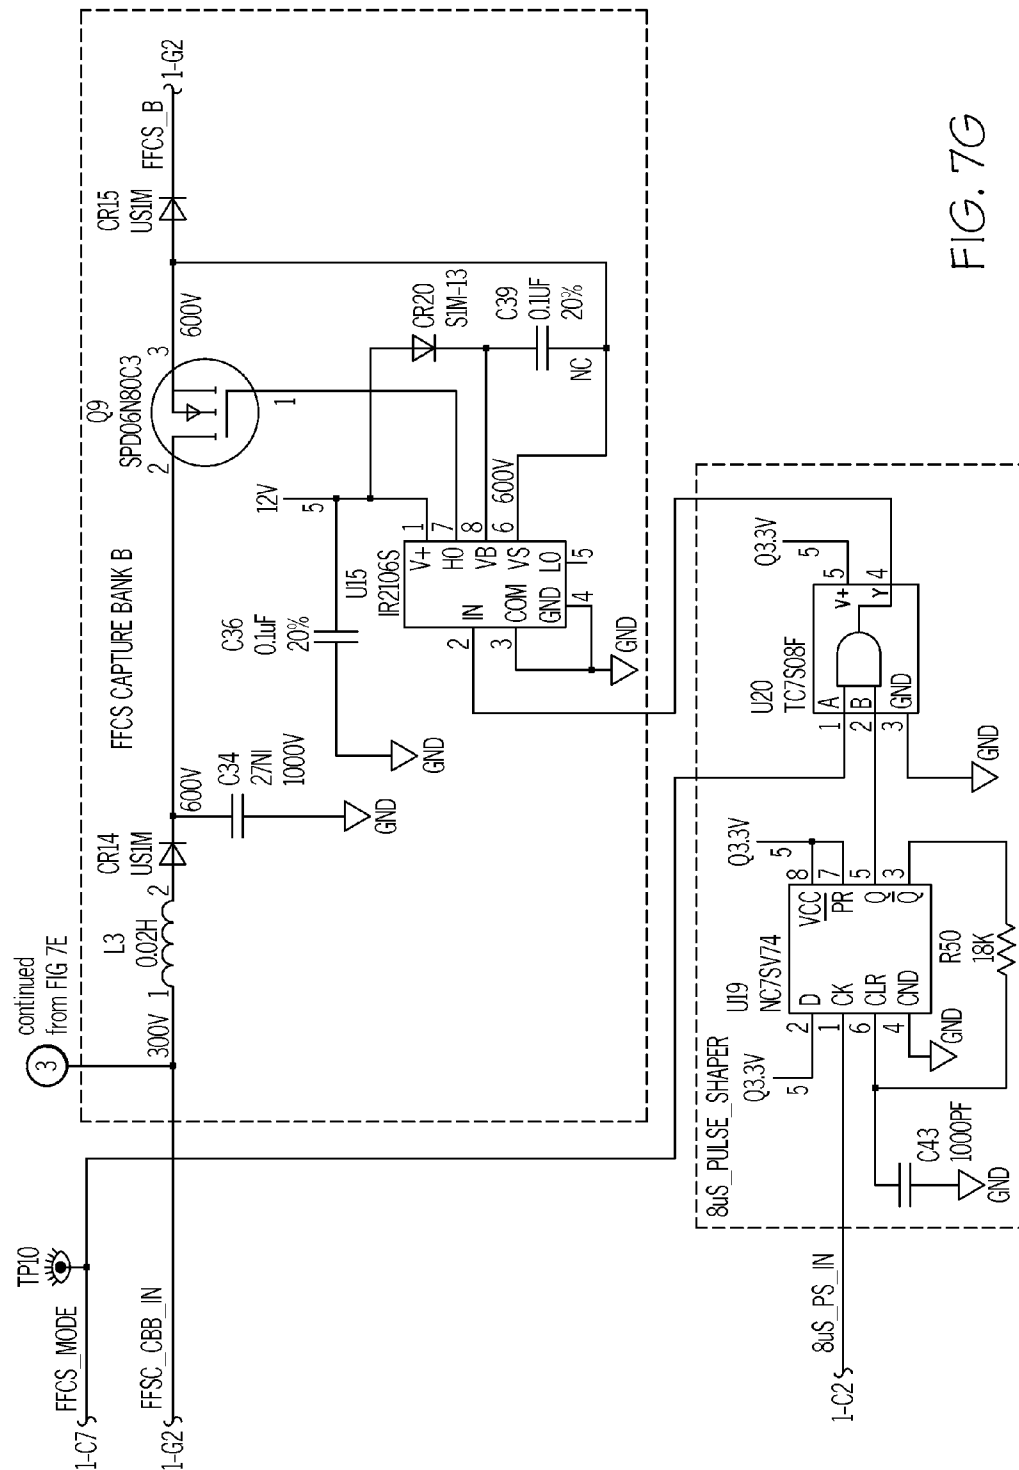 continued
from FIG 7E
3
TP10
FFCS_MODE
1-C7
FFSC_CBB_IN
1-G2
300V
1
L3
0.02H
2
CR14
US1M
600V
C34
27NI
1000V
GND
FFCS CAPTURE BANK B
Q9
SPD06N80C3
2
3
1
600V
CR15
US1M
FFCS_B
1-G2
12V
5
C36
0.1uF
20%
GND
U15
IR2106S
2
IN
3
COM
GND
4
V+
1
HO
7
VB
8
VS
6
LO
5
600V
GND
CR20
S1M-13
C39
0.1UF
20%
NC
8uS_PULSE_SHAPER
8uS_PS_IN
1-C2
Q3.3V
5
U19
NC7SV74
2
D
1
CK
6
CLR
4
GND
VCC
8
PR
7
Q
5
Q
3
GND
Q3.3V
5
C43
1000PF
GND
R50
18K
U20
TC7S08F
1
A
2
B
3
GND
V+
5
Y
4
Q3.3V
5
GND
FIG. 7G